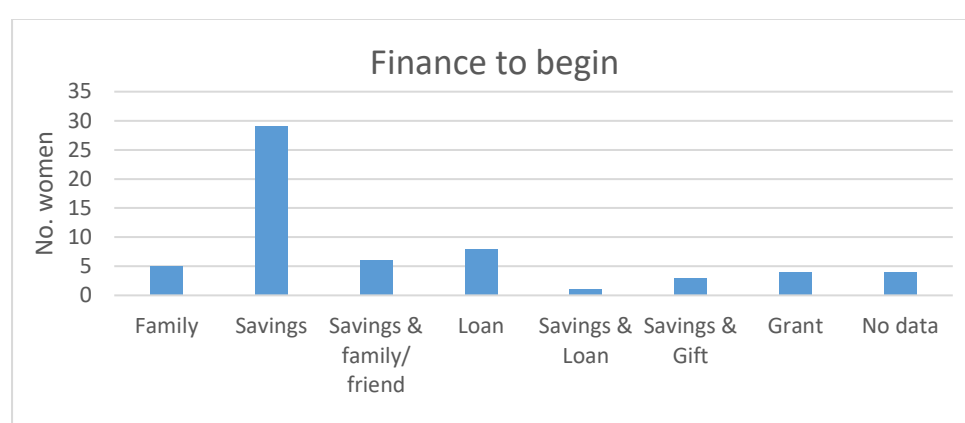 Finance to begin
35
30
25
20
15
10
5
0
No. women
Family Savings Savings & Loan Savings & Savings & Grant No data
family/ Loan Gift
friend